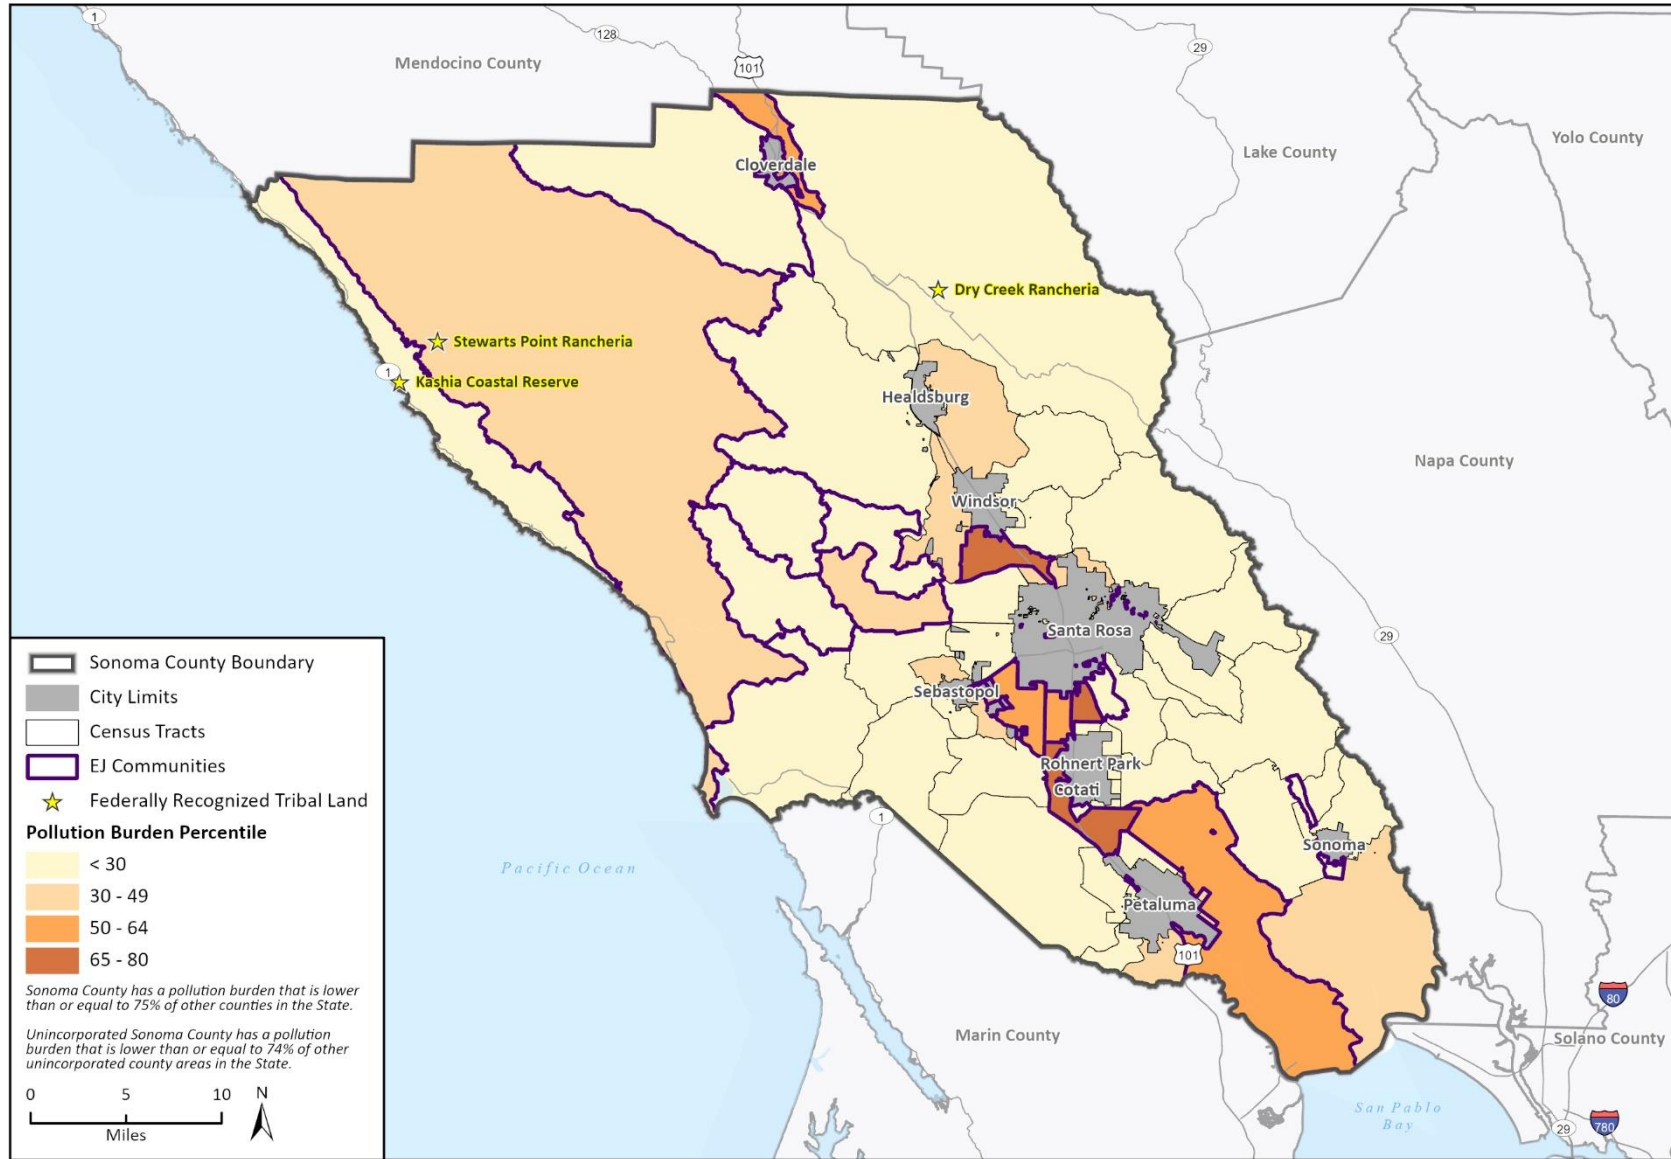 1
128
101
29
Mendocino County
Lake County
Yolo County
Cloverdale
Dry Creek Rancheria
Stewarts Point Rancheria
1
Kashia Coastal Reserve
Healdsburg
Napa County
Windsor
Santa Rosa
29
Sebastopol
Rohnert Park
Cotati
1
Sonoma
Pacific Ocean
Petaluma
101
80
Marin County
Solano County
San Pablo
Bay
29
780
Sonoma County Boundary
City Limits
Census Tracts
EJ Communities
Federally Recognized Tribal Land
Pollution Burden Percentile
< 30
30 - 49
50 - 64
65 - 80
Sonoma County has a pollution burden that is lower
than or equal to 75% of other counties in the State.
Unincorporated Sonoma County has a pollution
burden that is lower than or equal to 74% of other
unincorporated county areas in the State.
0 5 10
Miles
N